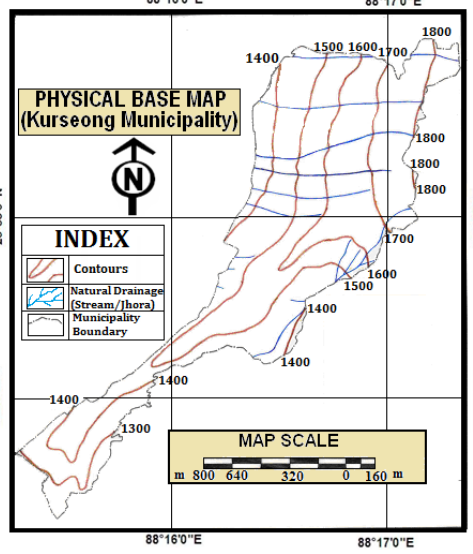 88°17'0"E
1800
1500 1600
1400
1700
PHYSICAL BASE MAP
(Kurseong Municipality)
N
1800
1800
1800
INDEX
1700
Contours
1600
Natural Drainage
(Stream/Jhora)
1500
Municipality
Boundary
1400
1400
1400
1400
1300
MAP SCALE
m 800 640 320 0 160 m
88°16'0"E 88°17'0"E